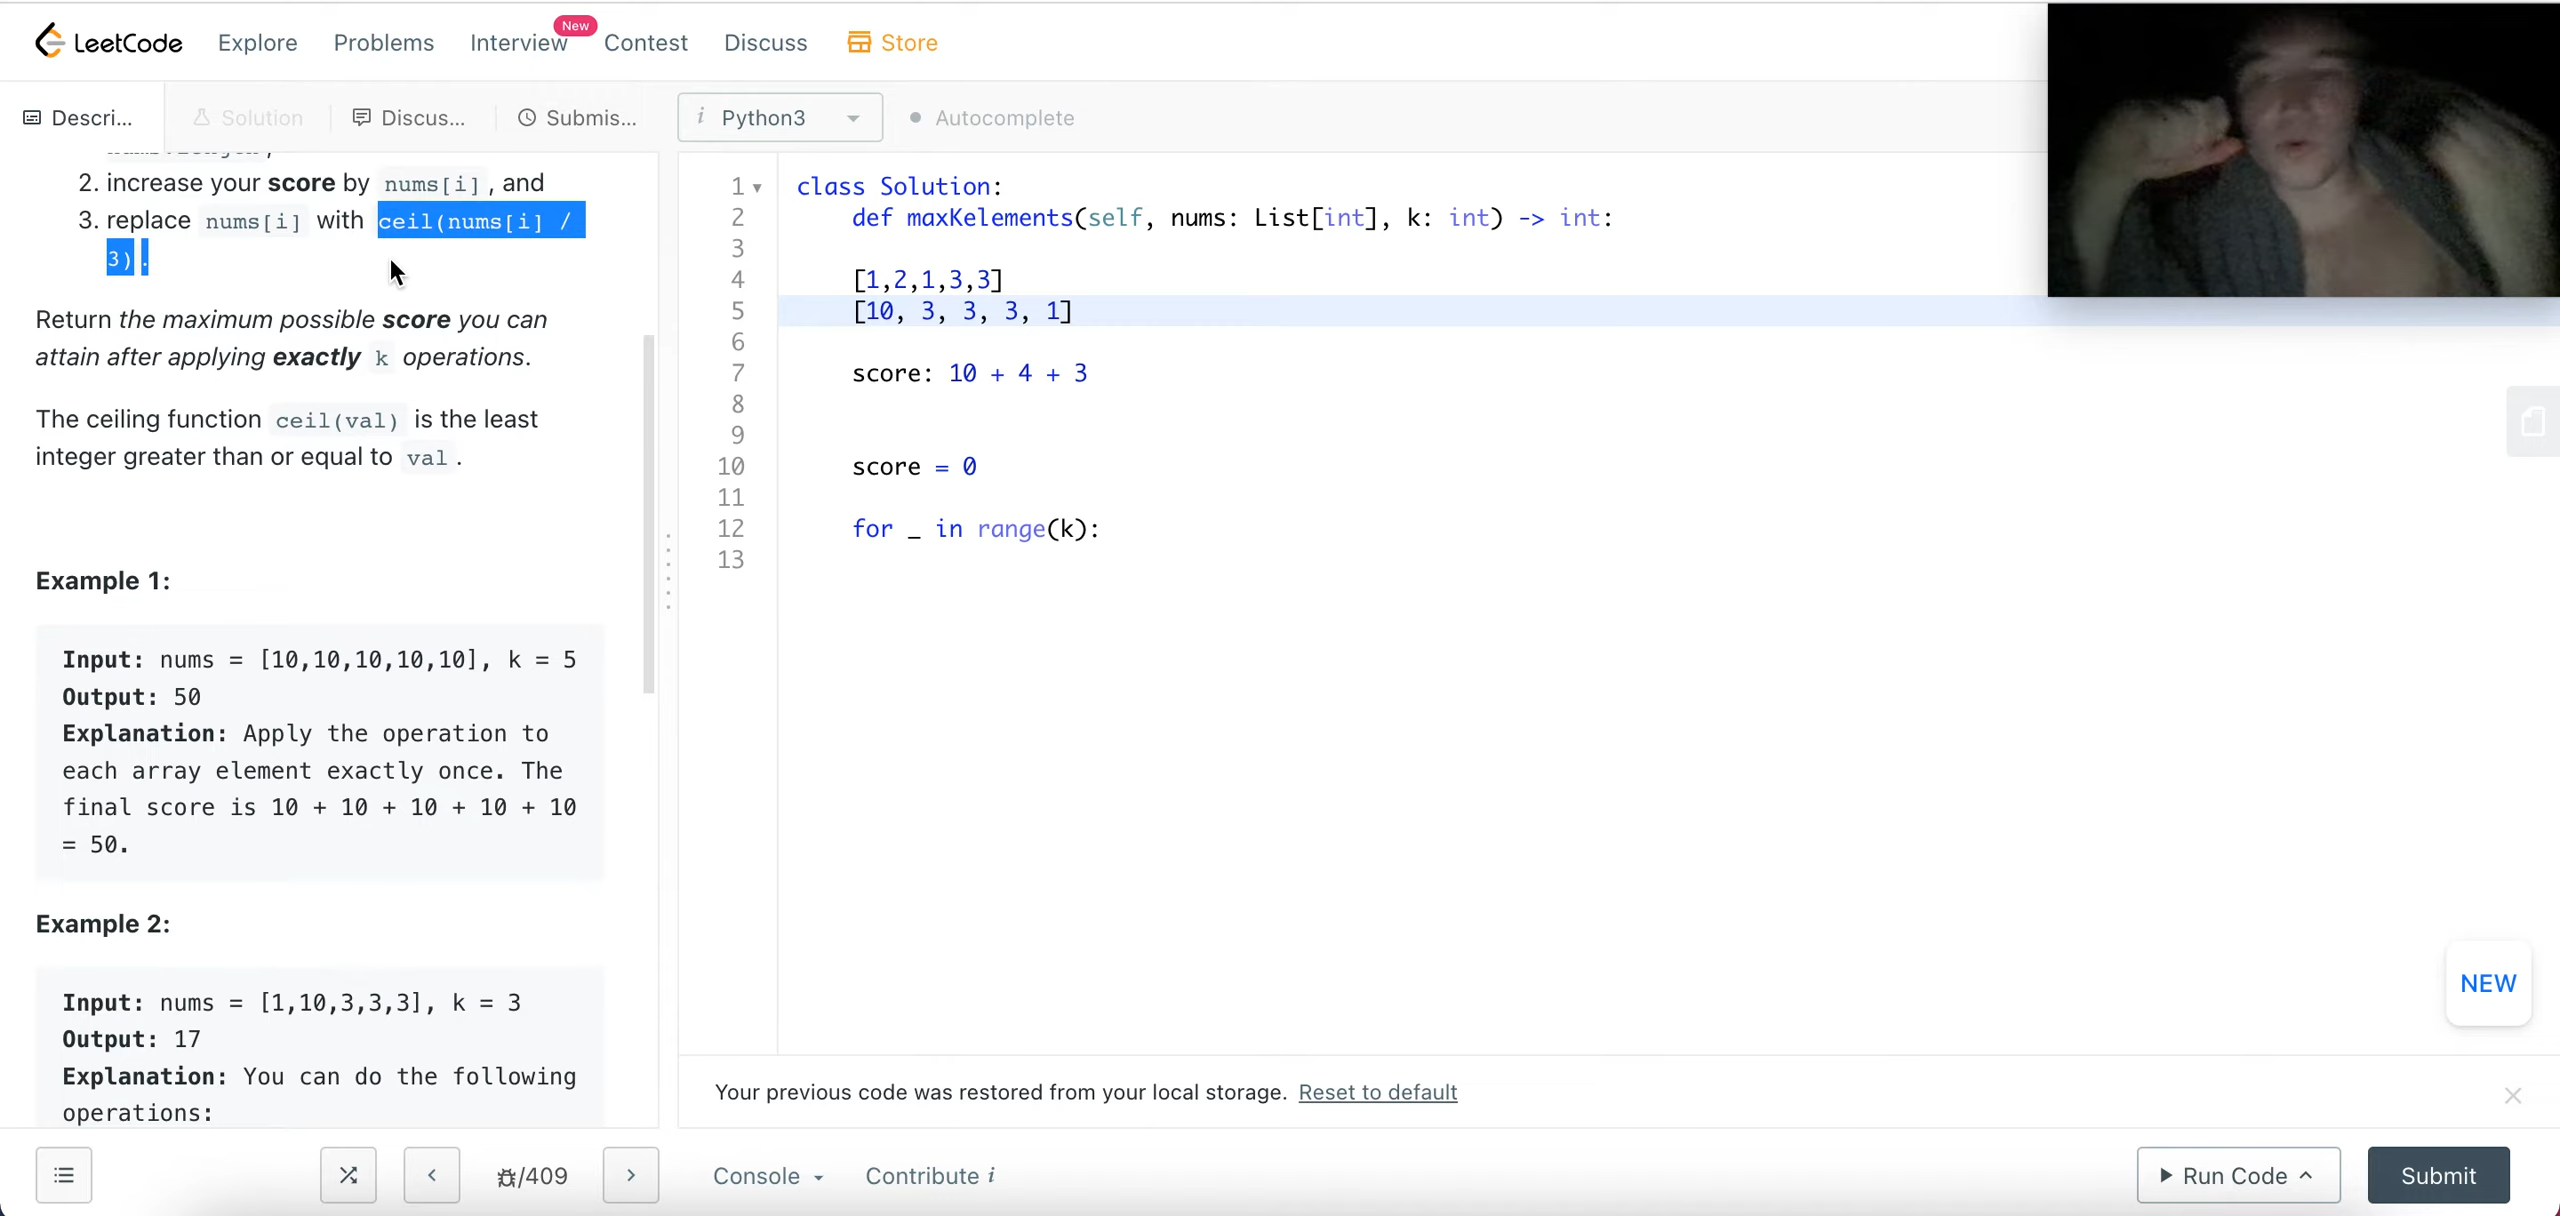 LeetCode Explore Problems Interview New Contest Discuss Store
Descri... Solution Discuss... Submis...
i Python3 Autocomplete
2. increase your score by nums[i] , and
3. replace nums[i] with ceil(nums[i] /
3) .
Return the maximum possible score you can
attain after applying exactly k operations.
The ceiling function ceil(val) is the least
integer greater than or equal to val .
Example 1:
Input: nums = [10,10,10,10,10], k = 5
Output: 50
Explanation: Apply the operation to
each array element exactly once. The
final score is 10 + 10 + 10 + 10 + 10
= 50.
Example 2:
Input: nums = [1,10,3,3,3], k = 3
Output: 17
Explanation: You can do the following
operations:
1 class Solution:
2 def maxKelements(self, nums: List[int], k: int) -> int:
3
4 [1,2,1,3,3]
5 [10, 3, 3, 3, 1]
6
7 score: 10 + 4 + 3
8
9
10 score = 0
11
12 for _ in range(k):
13
NEW
Your previous code was restored from your local storage. Reset to default
/409
Console Contribute i
Run Code Submit